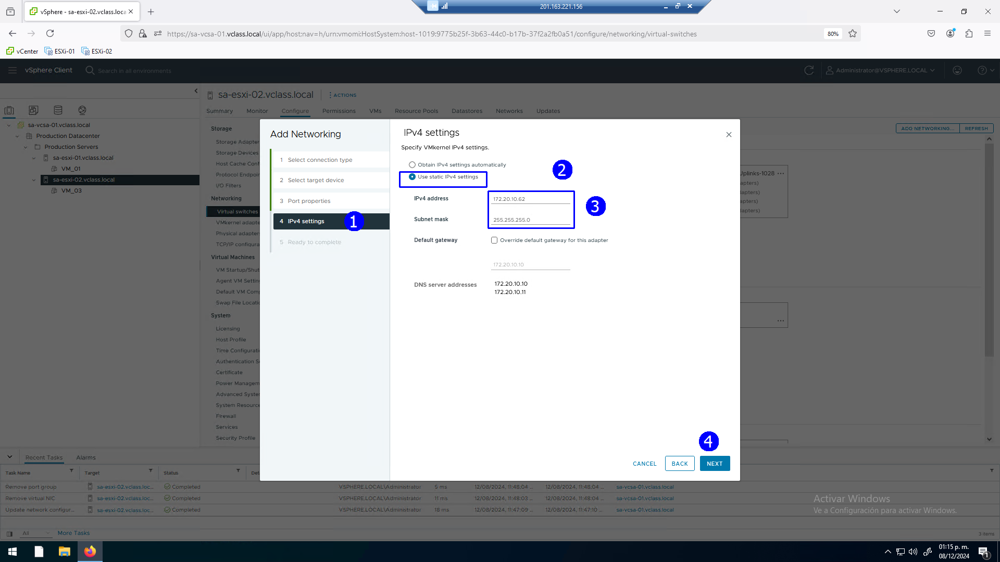 vSphere - sa-esxi-02.vclass.loca
201.163.221.156
https://sa-vcsa-01.vclass.local/ui/app/host;nav=h/urn:vmomi:HostSystem:host-1019:9775b25f-3b63-44c0-b17b-37f2a2fb0a51/configure/networking/virtual-switches
80%
vCenter
ESXi-01
ESXi-02
vSphere Client
Search in all environments
Administrator@VSPHERE.LOCAL
sa-esxi-02.vclass.local
ACTIONS
Summary
Monitor
Configure
Permissions
VMs
Resource Pools
Datastores
Networks
Updates
sa-vcsa-01.vclass.local
Production Datacenter
Production Servers
sa-esxi-01.vclass.local
VM_01
sa-esxi-02.vclass.local
VM_03
Storage
Storage Adapter
Storage Devices
Host Cache Conf
Protocol Endpoin
I/O Filters
Networking
Virtual switches
VMkernel adapte
Physical adapters
TCP/IP configura
Virtual Machines
VM Startup/Shut
Agent VM Settin
Default VM Comp
Swap File Locatio
System
Licensing
Host Profile
Time Configurati
Authentication Se
Certificate
Power Managem
Advanced System
System Resource
Firewall
Services
Security Profile
ADD NETWORKING...
REFRESH
Uplinks-1028
apters)
apters)
apters)
apters)
Add Networking
1 Select connection type
2 Select target device
3 Port properties
4 IPv4 settings
1
5 Ready to complete
IPv4 settings
Specify VMkernel IPv4 settings.
Obtain IPv4 settings automatically
2
Use static IPv4 settings
IPv4 address
172.20.10.62
3
Subnet mask
255.255.255.0
Default gateway
Override default gateway for this adapter
172.20.10.10
DNS server addresses
172.20.10.10
172.20.10.11
4
CANCEL
BACK
NEXT
Recent Tasks
Alarms
Task Name
Target
Status
Det
Remove port group
sa-esxi-02.vclass.loc...
Completed
VSPHERE.LOCAL\Administrator
5 ms
12/08/2024, 11:48:04 ...
12/08/2024, 11:48:04 ...
sa-vcsa-01.vclass.local
Remove virtual NIC
sa-esxi-02.vclass.loc...
Completed
VSPHERE.LOCAL\Administrator
11 ms
12/08/2024, 11:48:03 ...
12/08/2024, 11:48:04 ...
sa-vcsa-01.vclass.local
Update network configur...
sa-esxi-02.vclass.loc...
Completed
VSPHERE.LOCAL\Administrator
18 ms
12/08/2024, 11:47:09 ...
12/08/2024, 11:47:10 ...
sa-vcsa-01.vclass.local
Activar Windows
Ve a Configuración para activar Windows.
All
More Tasks
3 items
01:15 p. m.
08/12/2024
1